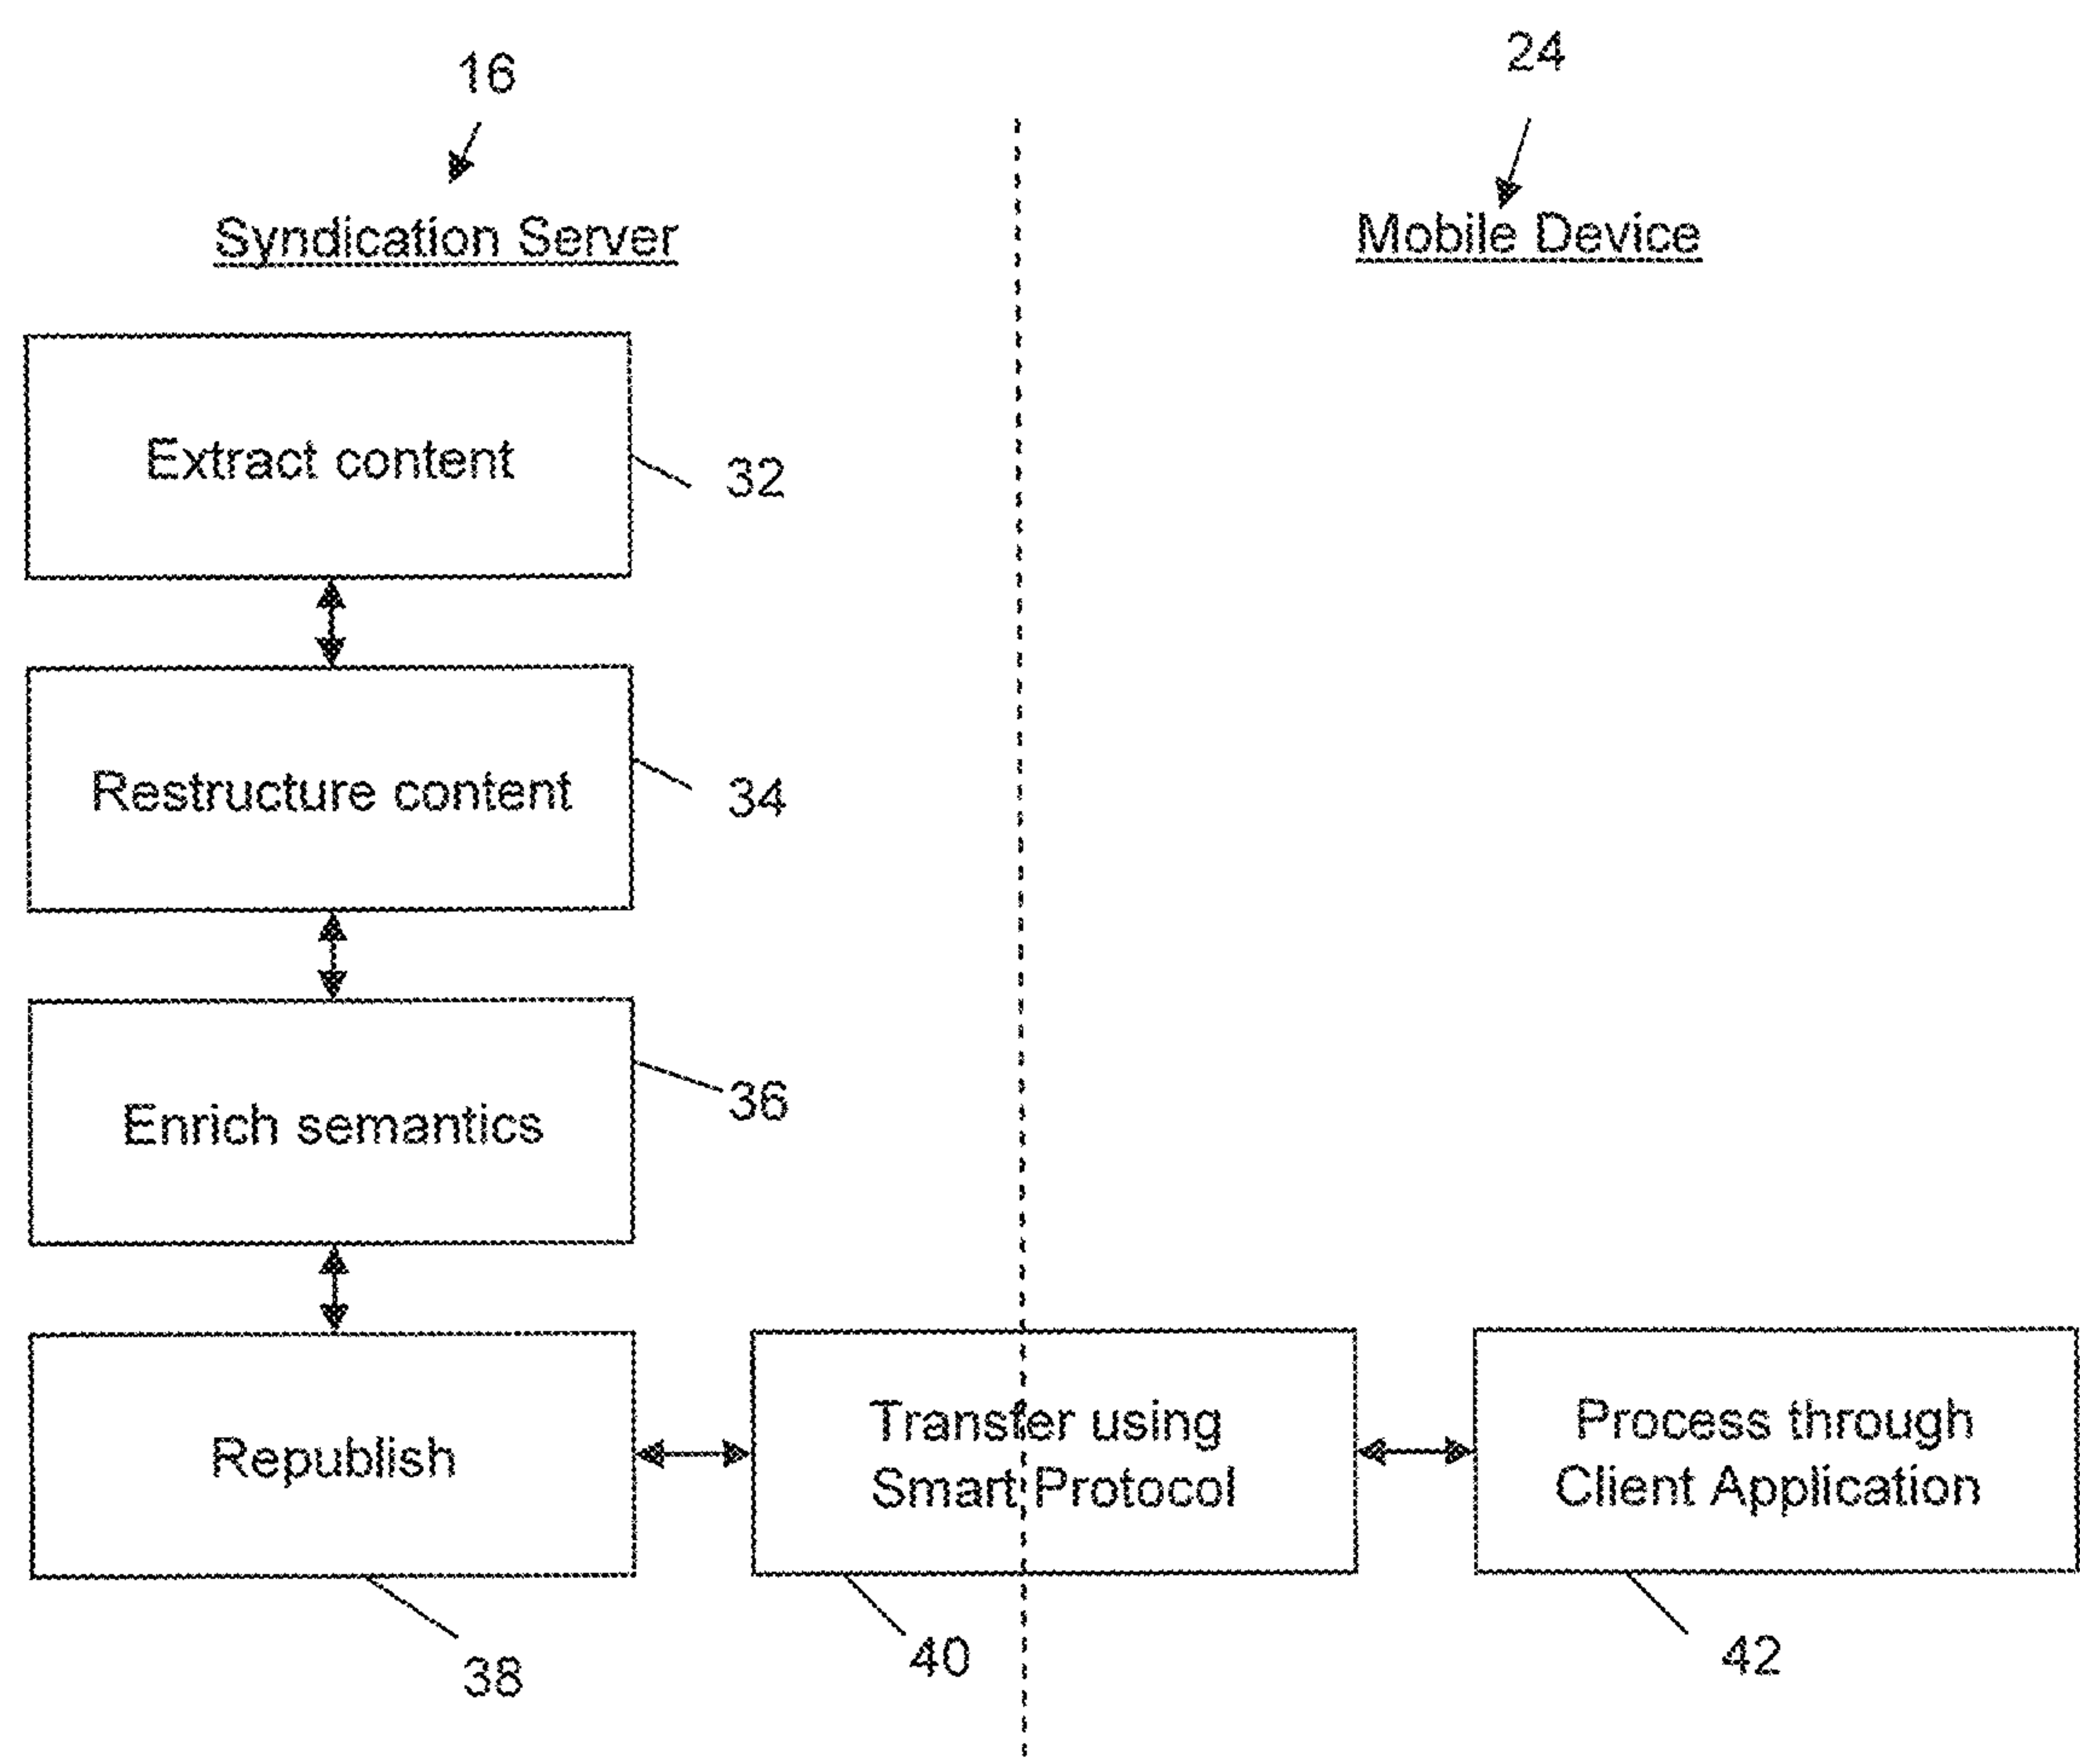 16
24
Syndication Server
Mobile Device
Extract content
32
Restructure content
34
Enrich semantics
36
Republish
Transfer using
Smart Protocol
Process through
Client Application
38
40
42